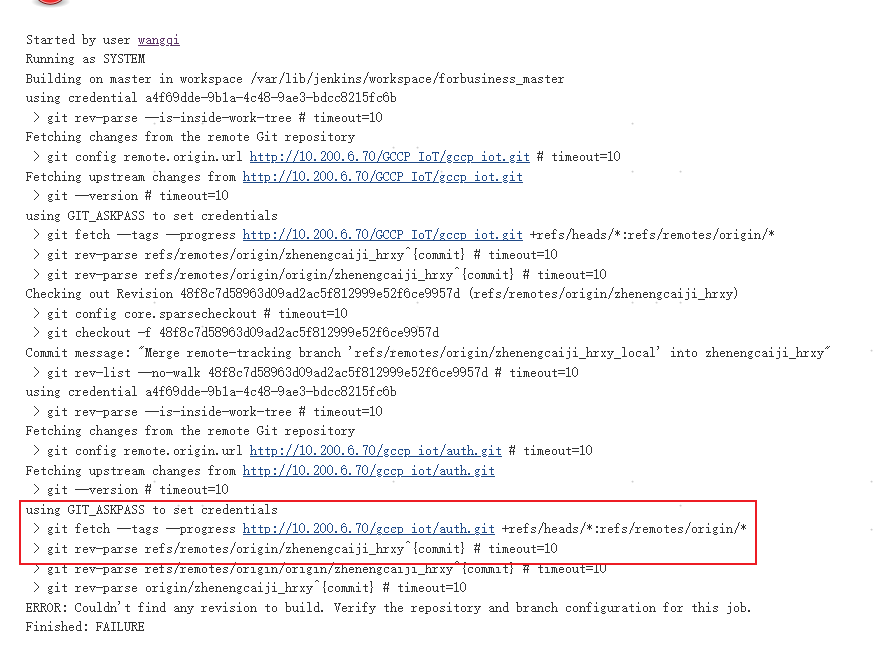 Started by user wangqi
Running as SYSTEM
Building on master in workspace /var/lib/jenkins/workspace/forbusiness_master
using credential a4f69dde-9b1a-4c48-9ae3-bdcc8215fc6b
> git rev-parse --is-inside-work-tree # timeout=10
Fetching changes from the remote Git repository
> git config remote.origin.url http://10.200.6.70/GCCP_IoT/gccp_iot.git # timeout=10
Fetching upstream changes from http://10.200.6.70/GCCP_IoT/gccp_iot.git
> git --version # timeout=10
using GIT_ASKPASS to set credentials
> git fetch --tags --progress http://10.200.6.70/GCCP_IoT/gccp_iot.git +refs/heads/*:refs/remotes/origin/*
> git rev-parse refs/remotes/origin/zhenengcaiji_hrxy^{commit} # timeout=10
> git rev-parse refs/remotes/origin/origin/zhenengcaiji_hrxy^{commit} # timeout=10
Checking out Revision 48f8c7d58963d09ad2ac5f812999e52f6ce9957d (refs/remotes/origin/zhenengcaiji_hrxy)
> git config core.sparsecheckout # timeout=10
> git checkout -f 48f8c7d58963d09ad2ac5f812999e52f6ce9957d
Commit message: "Merge remote-tracking branch 'refs/remotes/origin/zhenengcaiji_hrxy_local' into zhenengcaiji_hrxy"
> git rev-list --no-walk 48f8c7d58963d09ad2ac5f812999e52f6ce9957d # timeout=10
using credential a4f69dde-9b1a-4c48-9ae3-bdcc8215fc6b
> git rev-parse --is-inside-work-tree # timeout=10
Fetching changes from the remote Git repository
> git config remote.origin.url http://10.200.6.70/gccp_iot/auth.git # timeout=10
Fetching upstream changes from http://10.200.6.70/gccp_iot/auth.git
> git --version # timeout=10
using GIT_ASKPASS to set credentials
> git fetch --tags --progress http://10.200.6.70/gccp_iot/auth.git +refs/heads/*:refs/remotes/origin/*
> git rev-parse refs/remotes/origin/zhenengcaiji_hrxy^{commit} # timeout=10
> git rev-parse refs/remotes/origin/origin/zhenengcaiji_hrxy^{commit} # timeout=10
> git rev-parse origin/zhenengcaiji_hrxy^{commit} # timeout=10
ERROR: Couldn't find any revision to build. Verify the repository and branch configuration for this job.
Finished: FAILURE